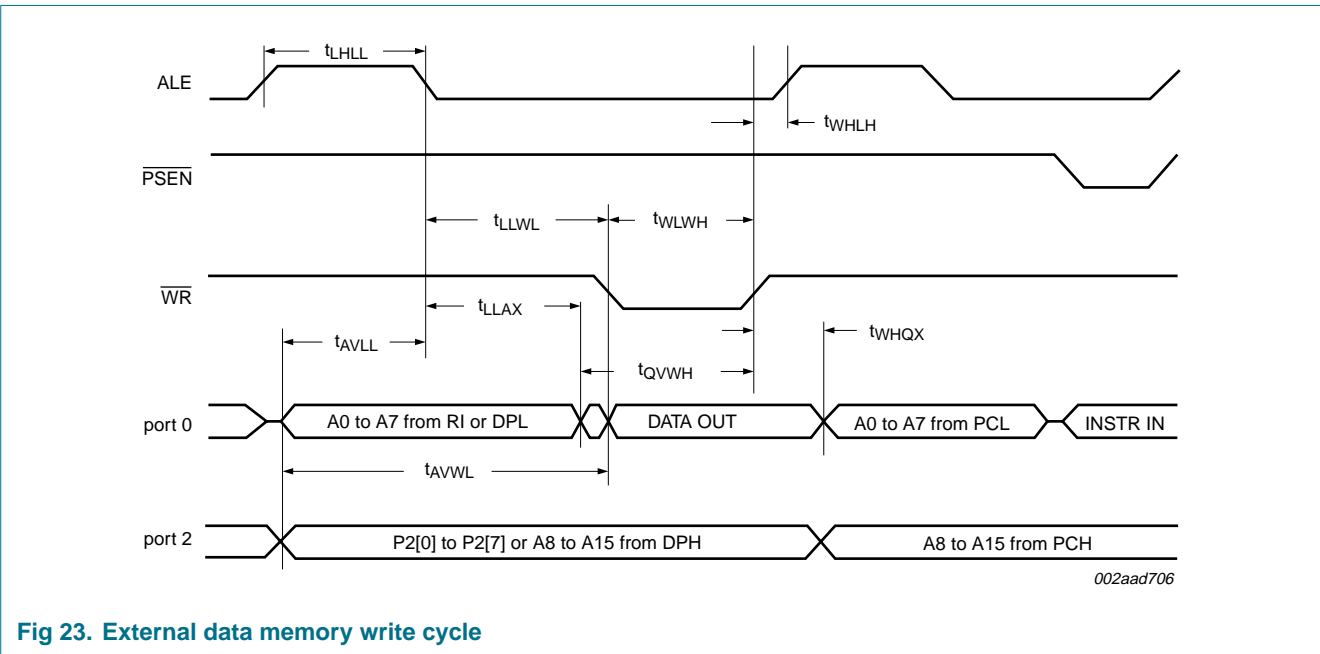 tLHLL
ALE
tWHLH
PSEN
tLLWL
tWLWH
WR
tLLAX
tAVLL
tWHQX
tQVWH
port 0
A0 to A7 from RI or DPL
DATA OUT
A0 to A7 from PCL
INSTR IN
tAVWL
port 2
P2[0] to P2[7] or A8 to A15 from DPH
A8 to A15 from PCH
002aad706
Fig 23. External data memory write cycle